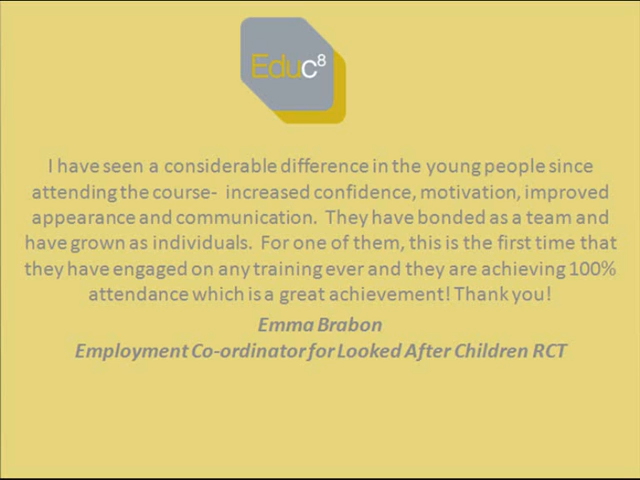 Educ8
I have seen a considerable difference in the young people since
attending the course- increased confidence, motivation, improved
appearance and communication. They have bonded as a team and
have grown as individuals. For one of them, this is the first time that
they have engaged on any training ever and they are achieving 100%
attendance which is a great achievement! Thank you!
Emma Brabon
Employment Co-ordinator for Looked After Children RCT